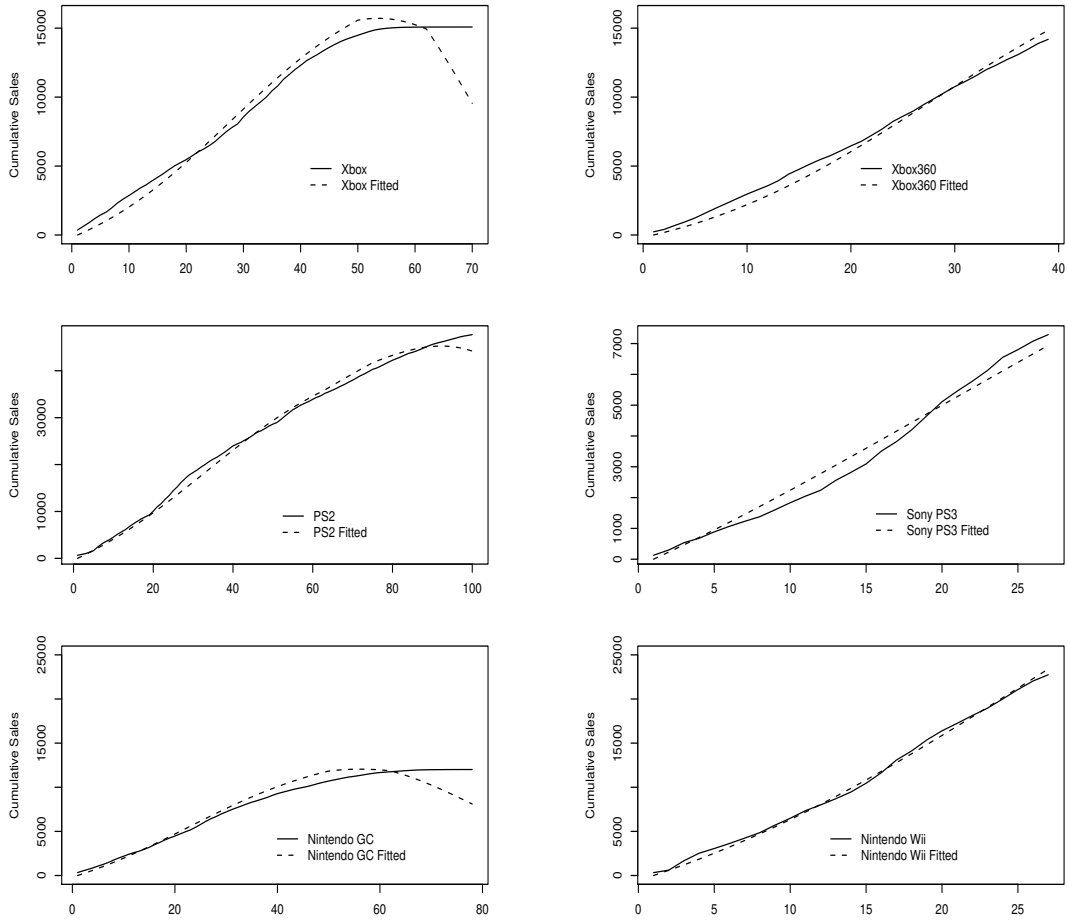 Cumulative Sales
15000
10000
5000
0
Xbox
Xbox Fitted
0 10 20 30 40 50 60 70
Cumulative Sales
15000
10000
5000
0
Xbox360
Xbox360 Fitted
0 10 20 30 40
Cumulative Sales
30000
10000
0
PS2
PS2 Fitted
0 20 40 60 80 100
Cumulative Sales
7000
5000
3000
1000
0
Sony PS3
Sony PS3 Fitted
0 5 10 15 20 25
Cumulative Sales
25000
15000
5000
0
Nintendo GC
Nintendo GC Fitted
0 20 40 60 80
Cumulative Sales
25000
15000
5000
0
Nintendo Wii
Nintendo Wii Fitted
0 5 10 15 20 25